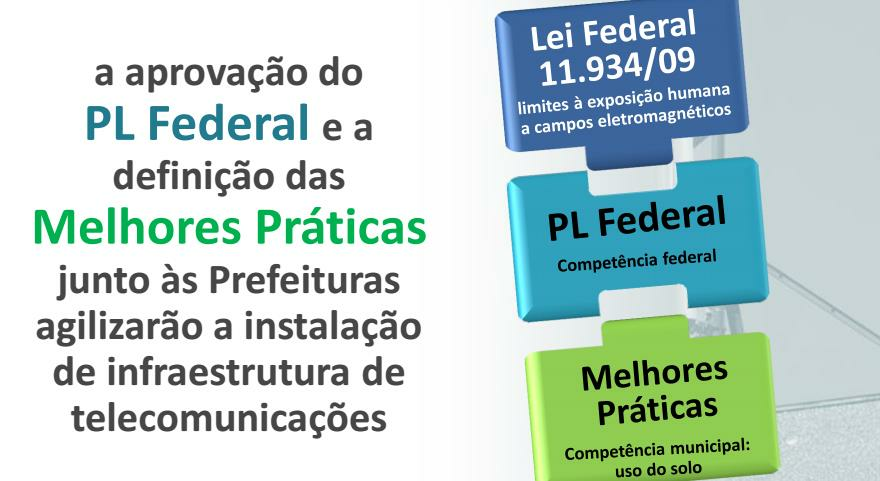 a aprovação do
PL Federal e a
definição das
Melhores Práticas
junto às Prefeituras
agilizarão a instalação
de infraestrutura de
telecomunicações
Lei Federal
11.934/09
limites à exposição humana
a campos eletromagnéticos
PL Federal
Competência federal
Melhores
Práticas
Competência municipal:
uso do solo